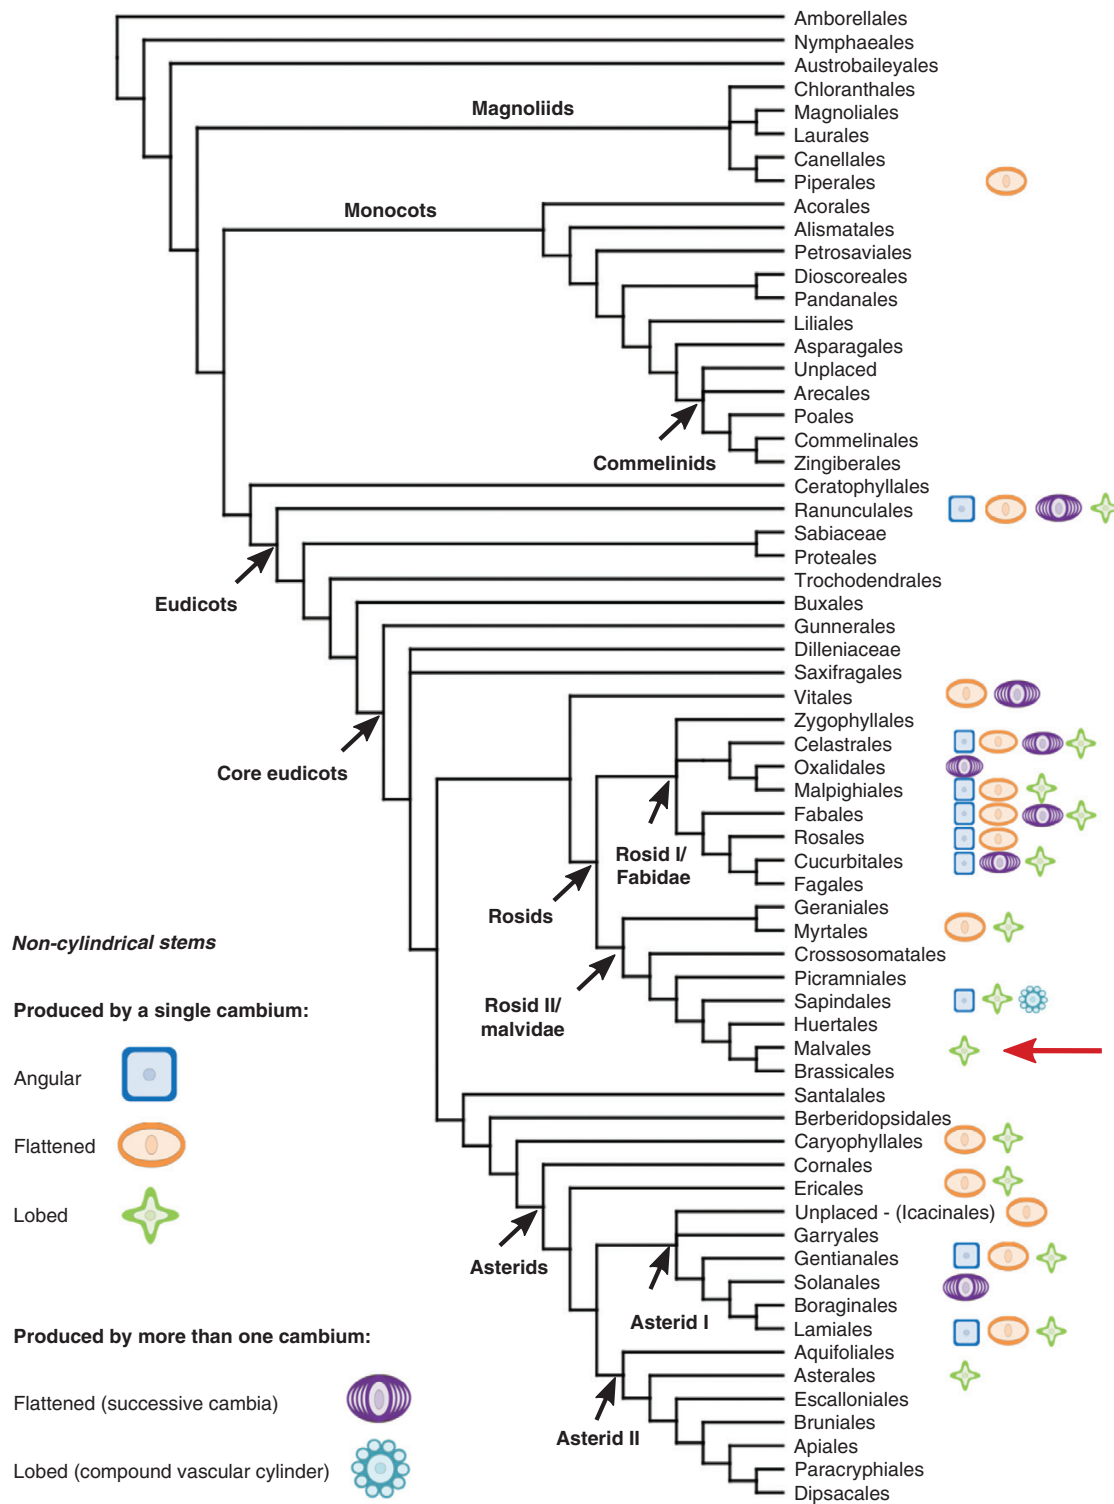 Amborellales
Nymphaeales
Austrobaileyales
Chloranthales
Magnoliids
Magnoliales
Laurales
Canellales
Piperales
Acorales
Monocots
Alismatales
Petrosaviales
Dioscoreales
Pandanales
Liliales
Asparagales
Unplaced
Arecales
Poales
Commelinales
Commelinids
Zingiberales
Ceratophyllales
Ranunculales
Sabiaceae
Proteales
Trochodendrales
Eudicots
Buxales
Gunnerales
Dilleniaceae
Saxifragales
Vitales
Zygophyllales
Celastrales
Core eudicots
Oxalidales
Malpighiales
Fabales
Rosales
Rosid I/
Fabidae
Cucurbitales
Fagales
Geraniales
Rosids
Myrtales
Crossosomatales
Picramniales
Rosid II/
malvidae
Sapindales
Huertales
Malvales
Brassicales
Santalales
Berberidopsidales
Caryophyllales
Cornales
Ericales
Unplaced - (Icacinales)
Garryales
Asterids
Gentianales
Solanales
Boraginales
Asterid I
Lamiales
Aquifoliales
Asterales
Escalloniales
Bruniales
Asterid II
Apiales
Paracryphiales
Dipsacales
Non-cylindrical stems
Produced by a single cambium:
Angular
Flattened
Lobed
Produced by more than one cambium:
Flattened (successive cambia)
Lobed (compound vascular cylinder)